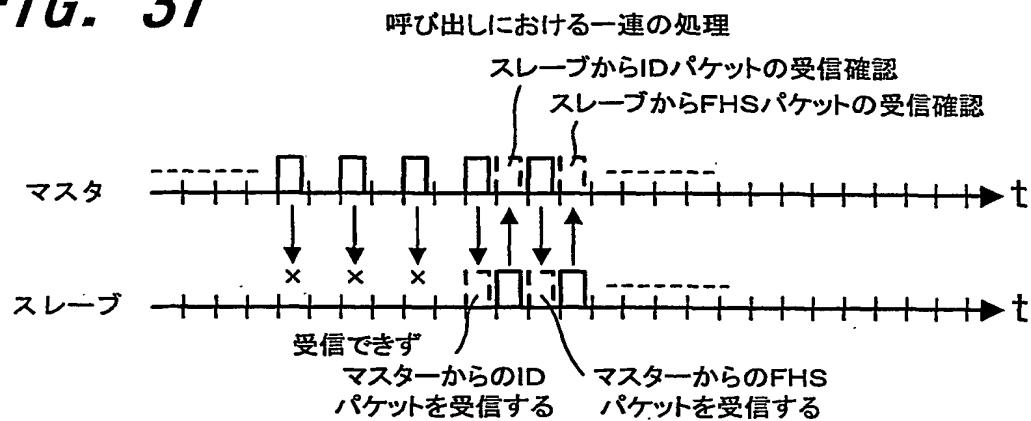 FIG. 31
呼び出しにおける一連の処理
スレーブからIDパケットの受信確認
スレーブからFHSパケットの受信確認
マスタ
t
× × ×
スレーブ
t
受信できず
マスターからのID
パケットを受信する
マスターからのFHS
パケットを受信する